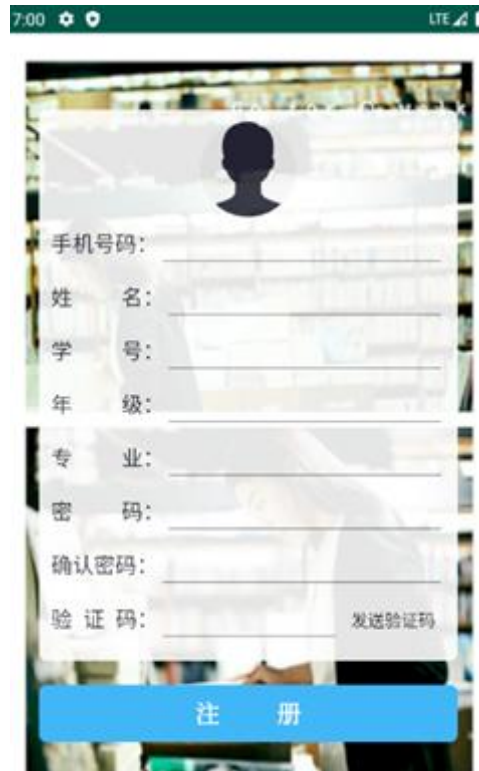 7:00 LTE
手机号码：
姓 名：
学 号：
年 级：
专 业：
密 码：
确认密码：
验 证 码： 发送验证码
注 册